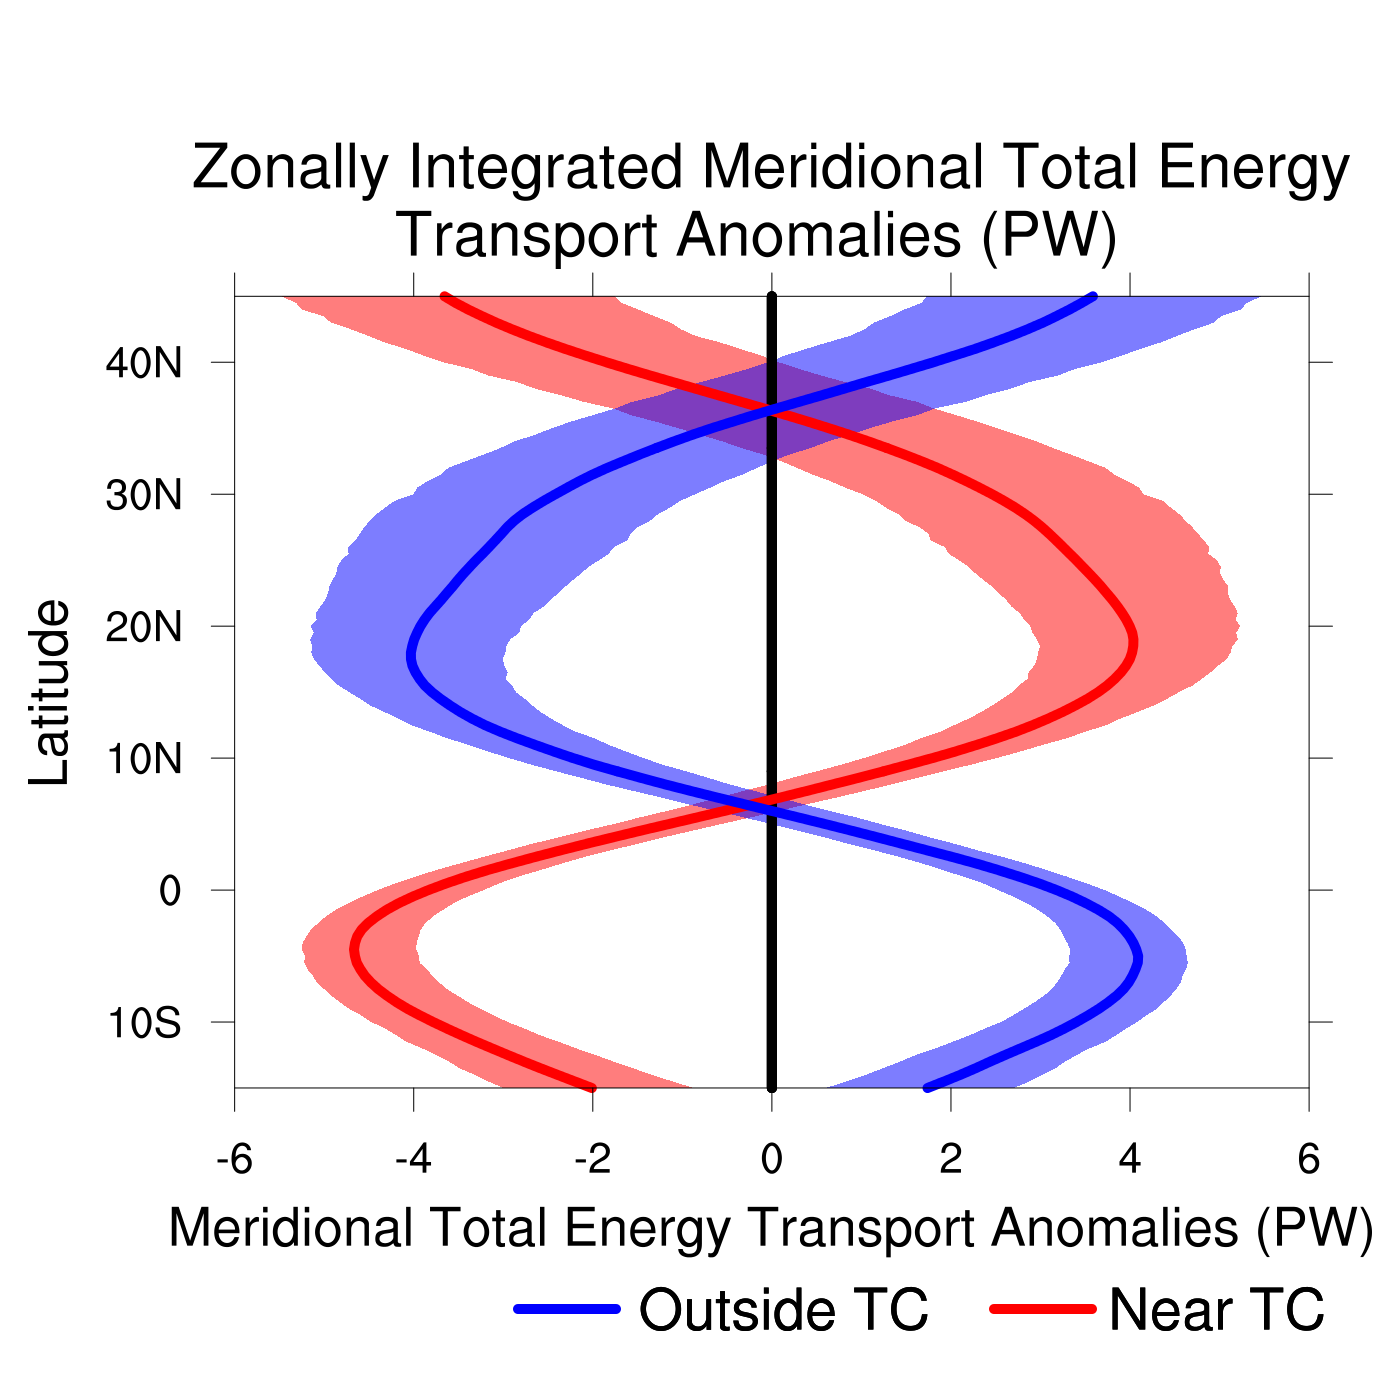 Zonally Integrated Meridional Total Energy
Transport Anomalies (PW)
40N
30N
20N
10N
0
10S
Latitude
-6 -4 -2 0 2 4 6
Meridional Total Energy Transport Anomalies (PW)
Outside TC Near TC